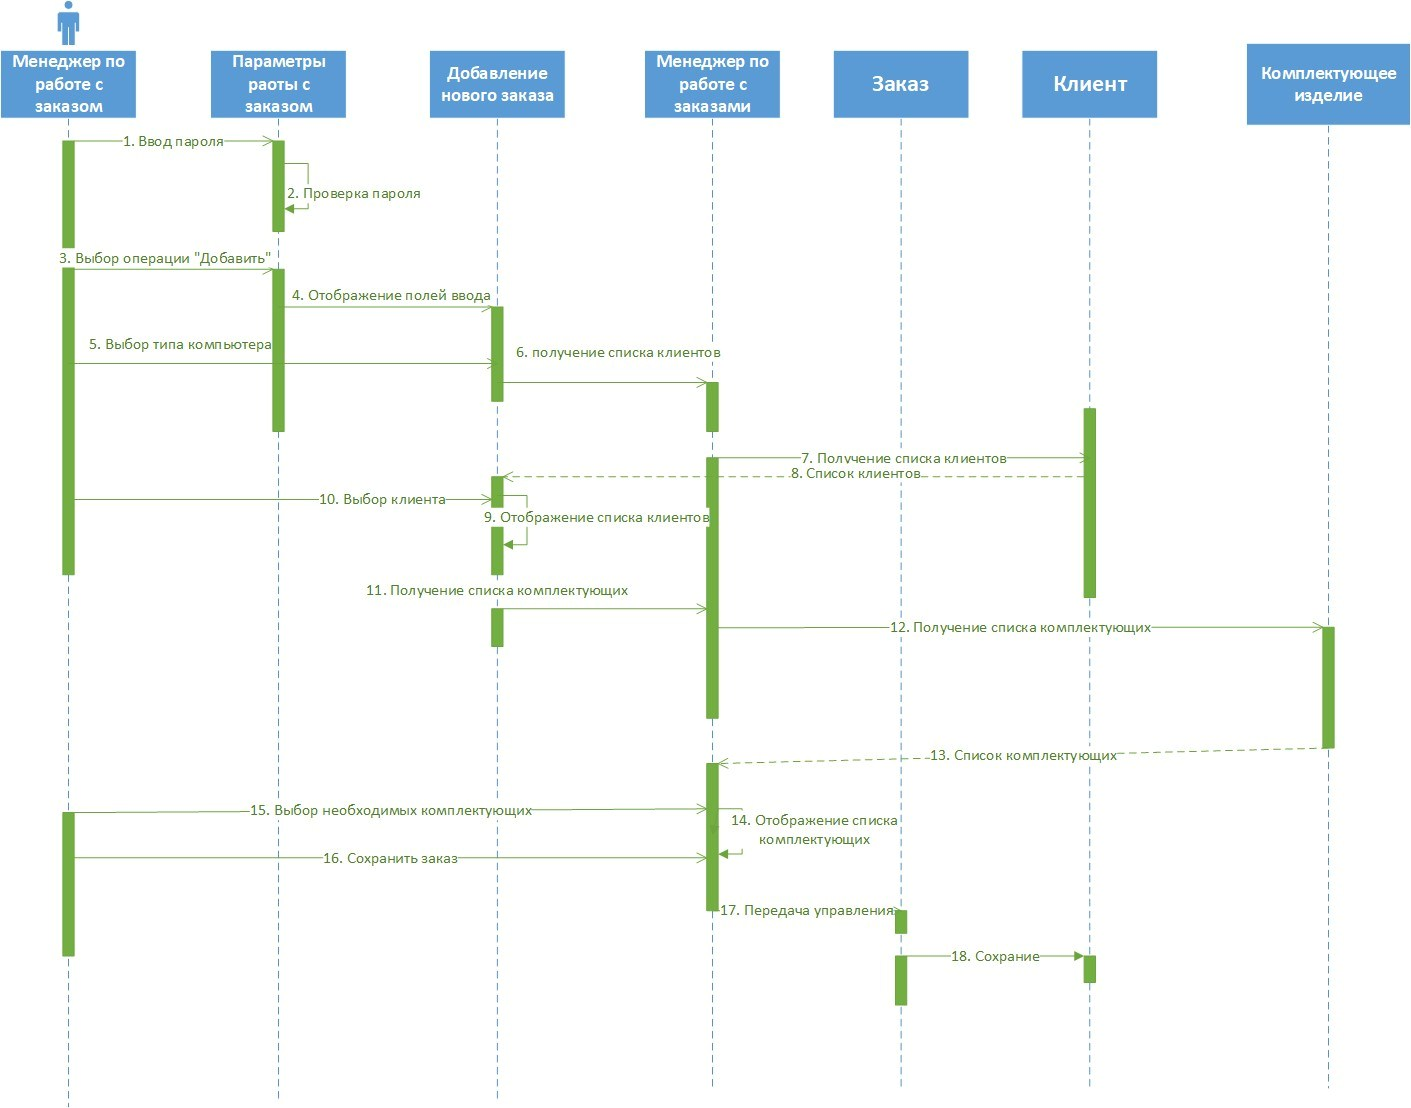 Менеджер по
работе с
заказом
Параметры
раоты с
заказом
Добавление
нового заказа
Менеджер по
работе с
заказами
Заказ
Клиент
Комплектующее
изделие
1. Ввод пароля
2. Проверка пароля
3. Выбор операции "Добавить"
4. Отображение полей ввода
5. Выбор типа компьютера
6. получение списка клиентов
7. Получение списка клиентов
8. Список клиентов
10. Выбор клиента
9. Отображение списка клиентов
11. Получение списка комплектующих
12. Получение списка комплектующих
13. Список комплектующих
15. Выбор необходимых комплектующих
14. Отображение списка
комплектующих
16. Сохранить заказ
17. Передача управления
18. Сохрание